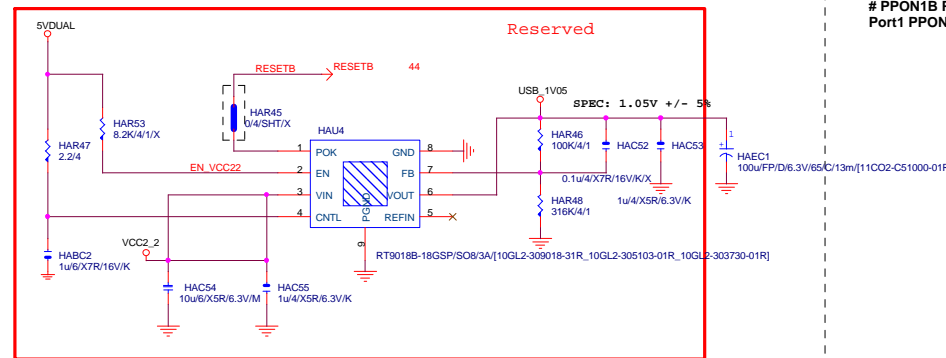 # PPON1B P
Port1 PPON
5VDUAL
Reserved
RESETB
RESETB
44
USB_1V05
SPEC: 1.05V +/- 5%
HAR53
8.2K/4/1/X
HAR45
0/4/SHT/X
HAR47
2.2/4
HAU4
HAR46
100K/4/1
HAC52
HAC53
1
+
HAEC1
100u/FP/D/6.3V/65/C/13m/[11CO2-C51000-01R
1
POK
GND
8
EN_VCC22
2
EN
FB
7
0.1u/4/X7R/16V/K/X
3
VIN
VOUT
6
1u/4/X5R/6.3V/K
4
CNTL
PGND
REFIN
5
HAR48
316K/4/1
9
VCC2_2
HABC2
1u/6/X7R/16V/K
RT9018B-18GSP/SO8/3A/[10GL2-309018-31R_10GL2-305103-01R_10GL2-303730-01R]
HAC54
10u/6/X5R/6.3V/M
HAC55
1u/4/X5R/6.3V/K